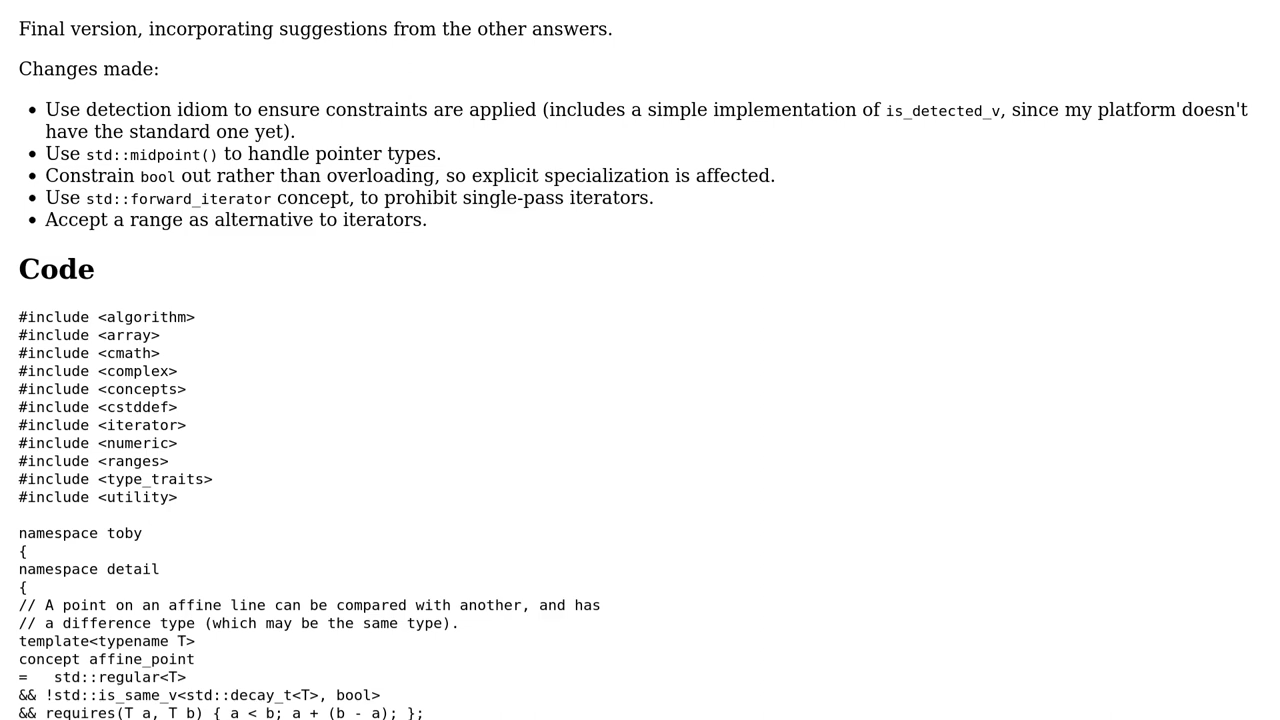 Final version, incorporating suggestions from the other answers.
Changes made:
• Use detection idiom to ensure constraints are applied (includes a simple implementation of is_detected_v, since my platform doesn't
have the standard one yet).
• Use std::midpoint() to handle pointer types.
• Constrain bool out rather than overloading, so explicit specialization is affected.
• Use std::forward_iterator concept, to prohibit single-pass iterators.
• Accept a range as alternative to iterators.
Code
#include <algorithm>
#include <array>
#include <cmath>
#include <complex>
#include <concepts>
#include <cstddef>
#include <iterator>
#include <numeric>
#include <ranges>
#include <type_traits>
#include <utility>
namespace toby
{
namespace detail
{
// A point on an affine line can be compared with another, and has
// a difference type (which may be the same type).
template<typename T>
concept affine_point
=   std::regular<T>
&& !std::is_same_v<std::decay_t<T>, bool>
&& requires(T a, T b) { a < b; a + (b - a); };